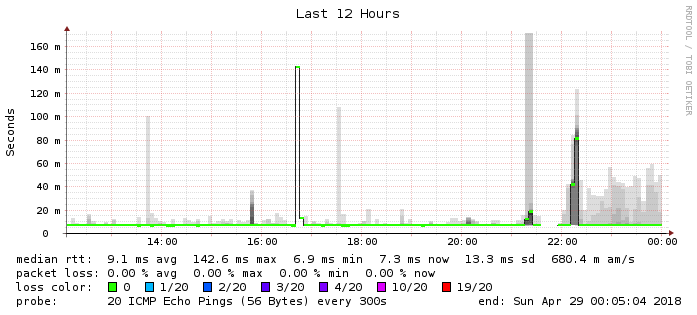 Last 12 Hours
RRDTOOL / TOBI OETIKER
Seconds
160 m
140 m
120 m
100 m
80 m
60 m
40 m
20 m
0
14:00 16:00 18:00 20:00 22:00 00:00
median rtt: 9.1 ms avg 142.6 ms max 6.9 ms min 7.3 ms now 13.3 ms sd 680.4 m am/s
packet loss: 0.00 % avg 0.00 % max 0.00 % min 0.00 % now
loss color: 0 1/20 2/20 3/20 4/20 10/20 19/20
probe: 20 ICMP Echo Pings (56 Bytes) every 300s end: Sun Apr 29 00:05:04 2018